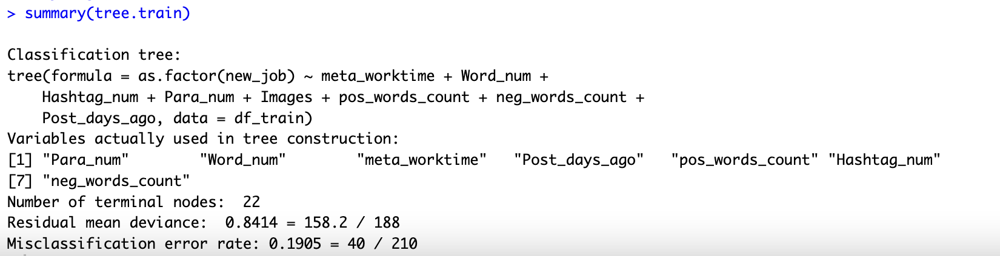 > summary(tree.train)
Classification tree:
tree(formula = as.factor(new_job) ~ meta_worktime + Word_num +
    Hashtag_num + Para_num + Images + pos_words_count + neg_words_count +
    Post_days_ago, data = df_train)
Variables actually used in tree construction:
[1] "Para_num"        "Word_num"        "meta_worktime"   "Post_days_ago"   "pos_words_count" "Hashtag_num"
[7] "neg_words_count"
Number of terminal nodes:  22
Residual mean deviance:  0.8414 = 158.2 / 188
Misclassification error rate: 0.1905 = 40 / 210